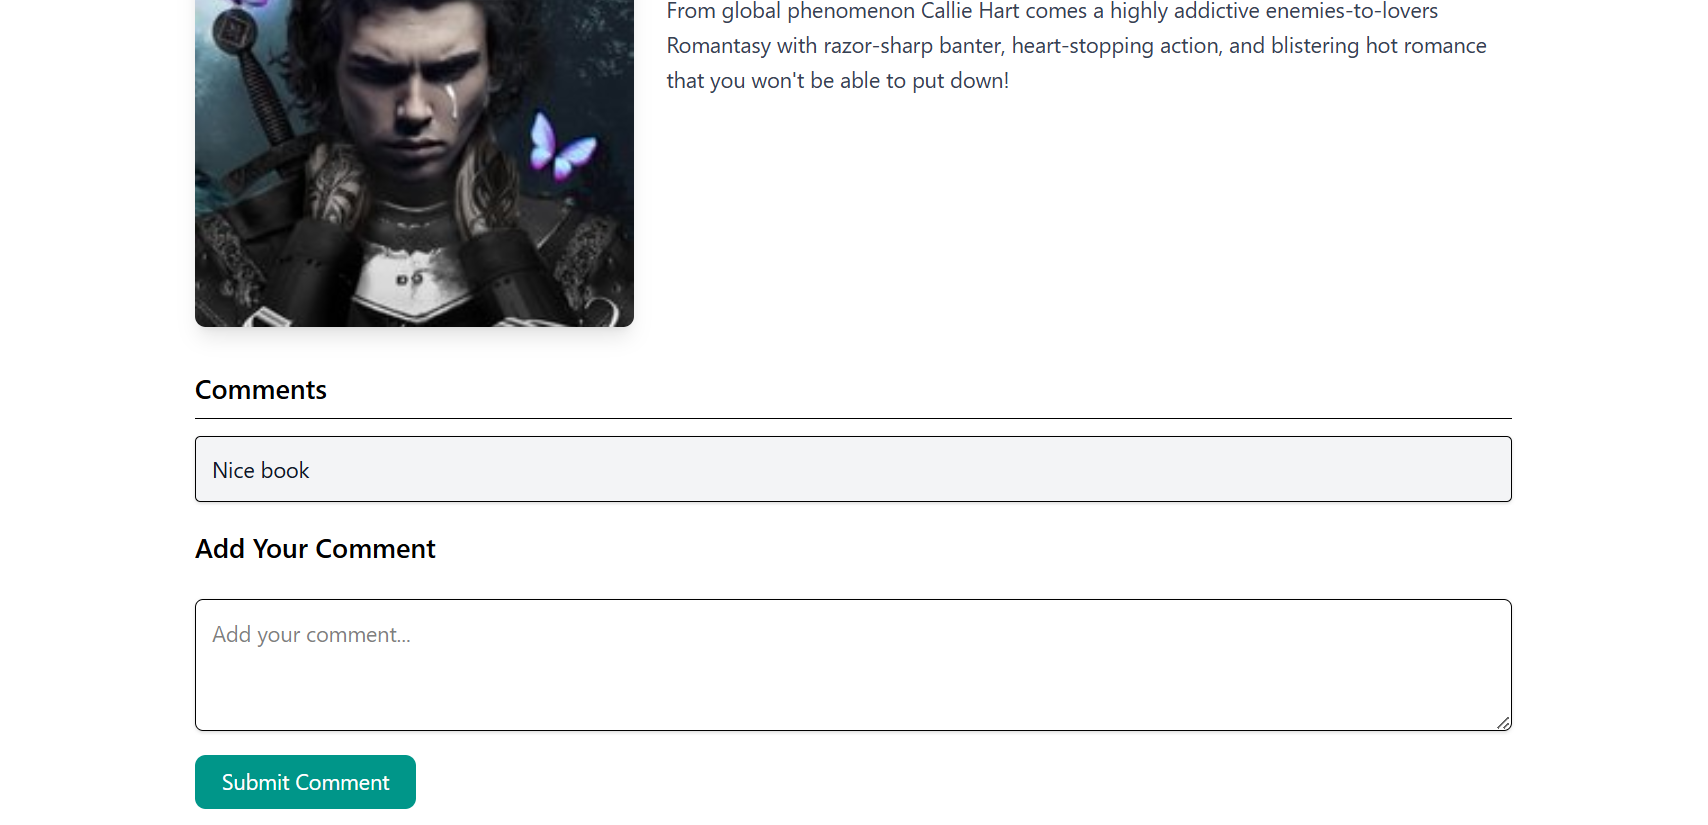 From global phenomenon Callie Hart comes a highly addictive enemies-to-lovers
Romantasy with razor-sharp banter, heart-stopping action, and blistering hot romance
that you won't be able to put down!
Comments
Nice book
Add Your Comment
Add your comment...
Submit Comment